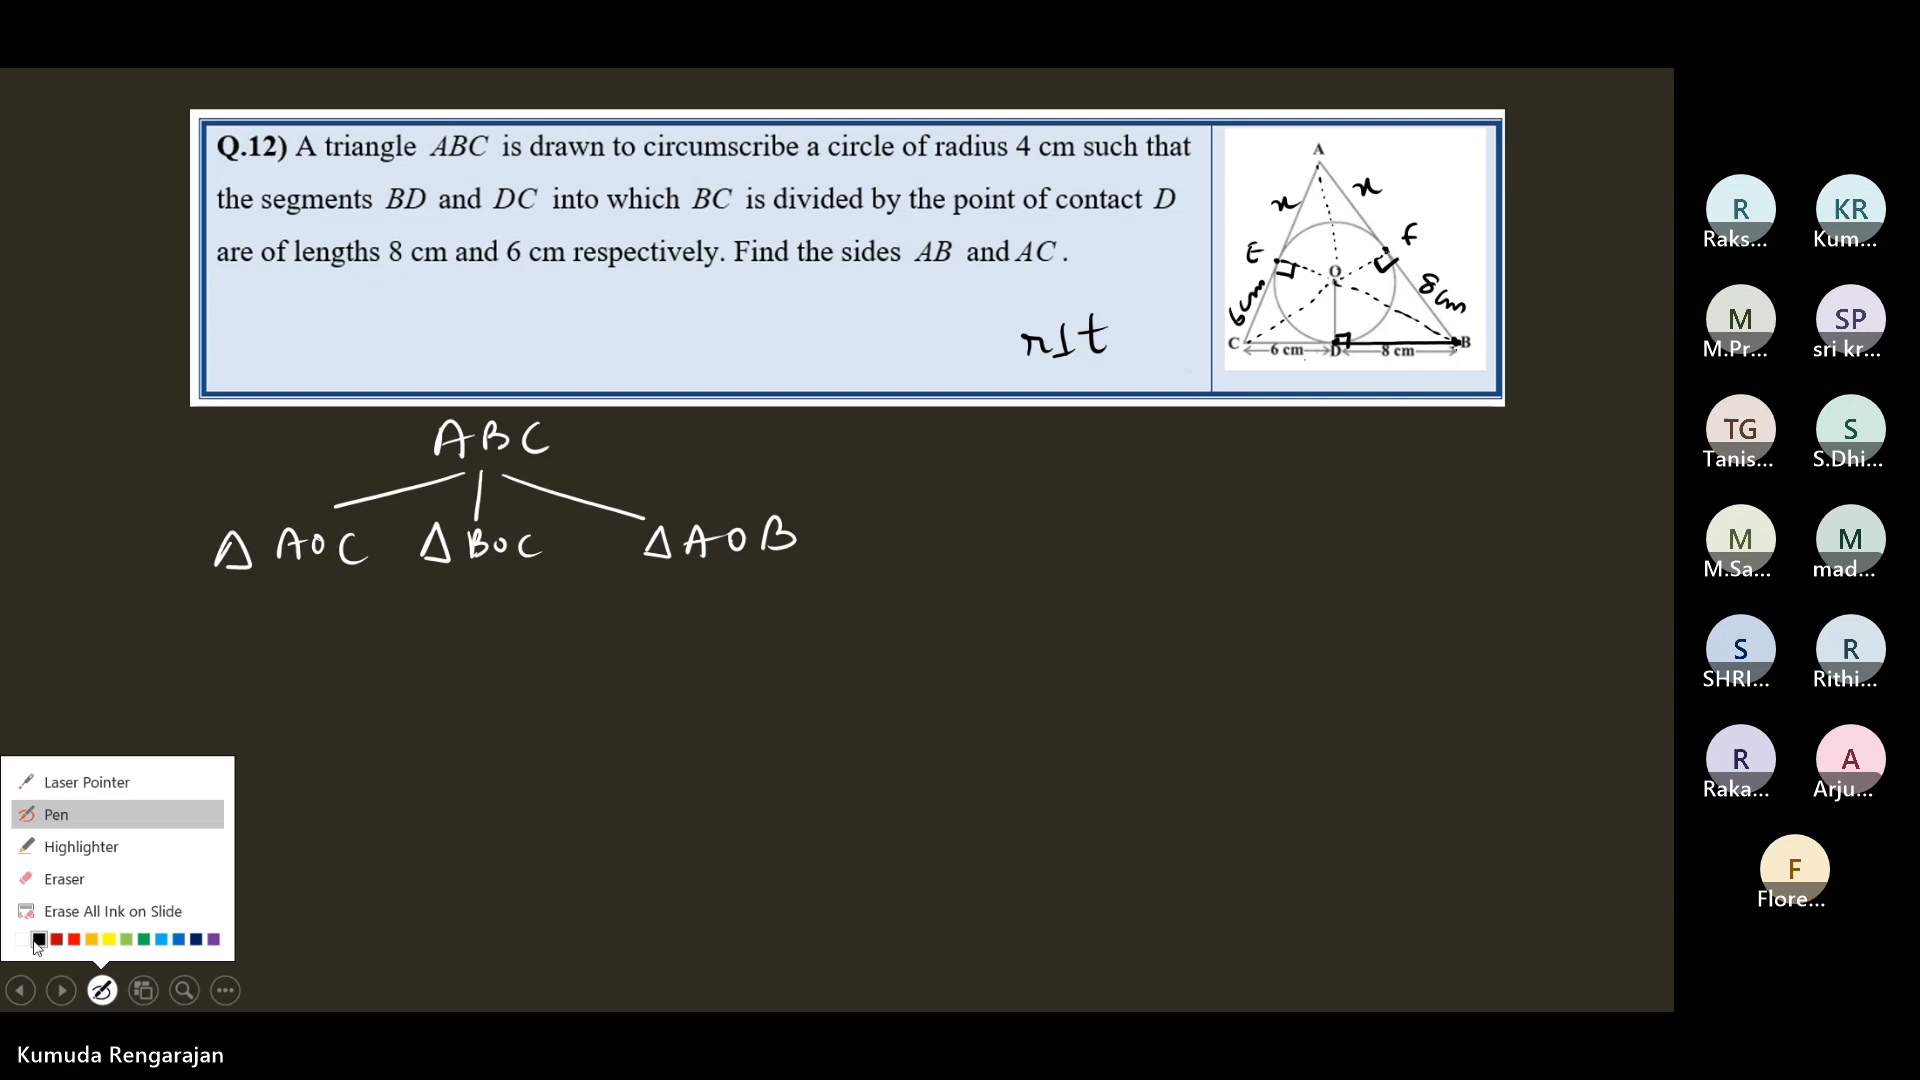 Q.12) A triangle ABC is drawn to circumscribe a circle of radius 4 cm such that
the segments BD and DC into which BC is divided by the point of contact D
are of lengths 8 cm and 6 cm respectively. Find the sides AB and AC.
r⊥t
A
x
x
E
F
O
6cm
8cm
C
6 cm
D
8 cm
B
ABC
Δ AOC Δ BOC Δ AOB
Laser Pointer
Pen
Highlighter
Eraser
Erase All Ink on Slide
Kumuda Rengarajan
R
Raks...
KR
Kum...
M
M.Pr...
SP
sri kr...
TG
Tanis...
S
S.Dhi...
M
M.Sa...
M
mad...
S
SHRI...
R
Rithi...
R
Raka...
A
Arju...
F
Flore...